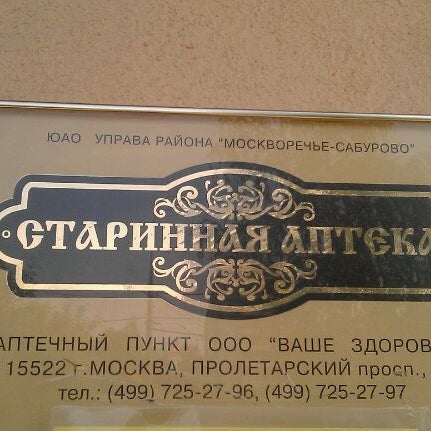 ЮАО УПРАВА РАЙОНА "МОСКВОРЕЧЬЕ-САБУРОВО"
СТАРИННАЯ АПТЕКА
АПТЕЧНЫЙ ПУНКТ ООО "ВАШЕ ЗДОРОВ
15522 г.МОСКВА, ПРОЛЕТАРСКИЙ просп.,
тел.: (499) 725-27-96, (499) 725-27-97